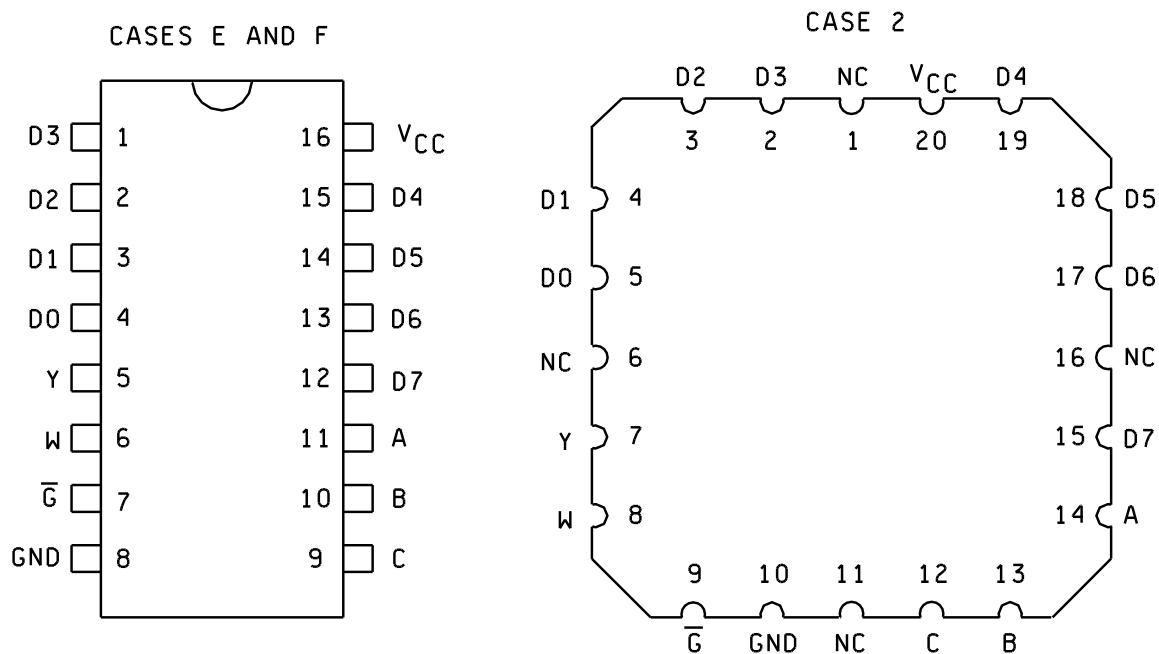 CASES E AND F
D3 1 16 VCC
D2 2 15 D4
D1 3 14 D5
D0 4 13 D6
Y 5 12 D7
W 6 11 A
G̅ 7 10 B
GND 8 9 C
CASE 2
D2 D3 NC VCC D4
3 2 1 20 19
D1 4 18 D5
D0 5 17 D6
NC 6 16 NC
Y 7 15 D7
W 8 14 A
9 10 11 12 13
G̅ GND NC C B